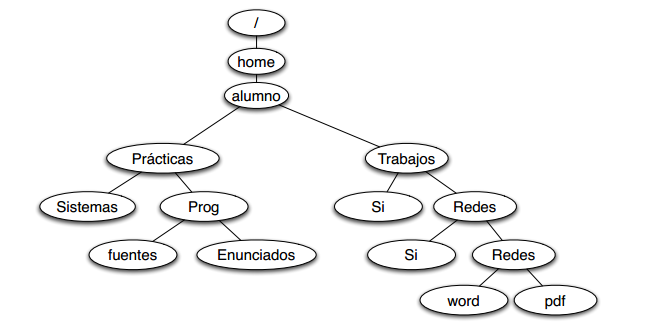 /
home
alumno
Prácticas
Trabajos
Sistemas
Prog
Si
Redes
fuentes
Enunciados
Si
Redes
word
pdf